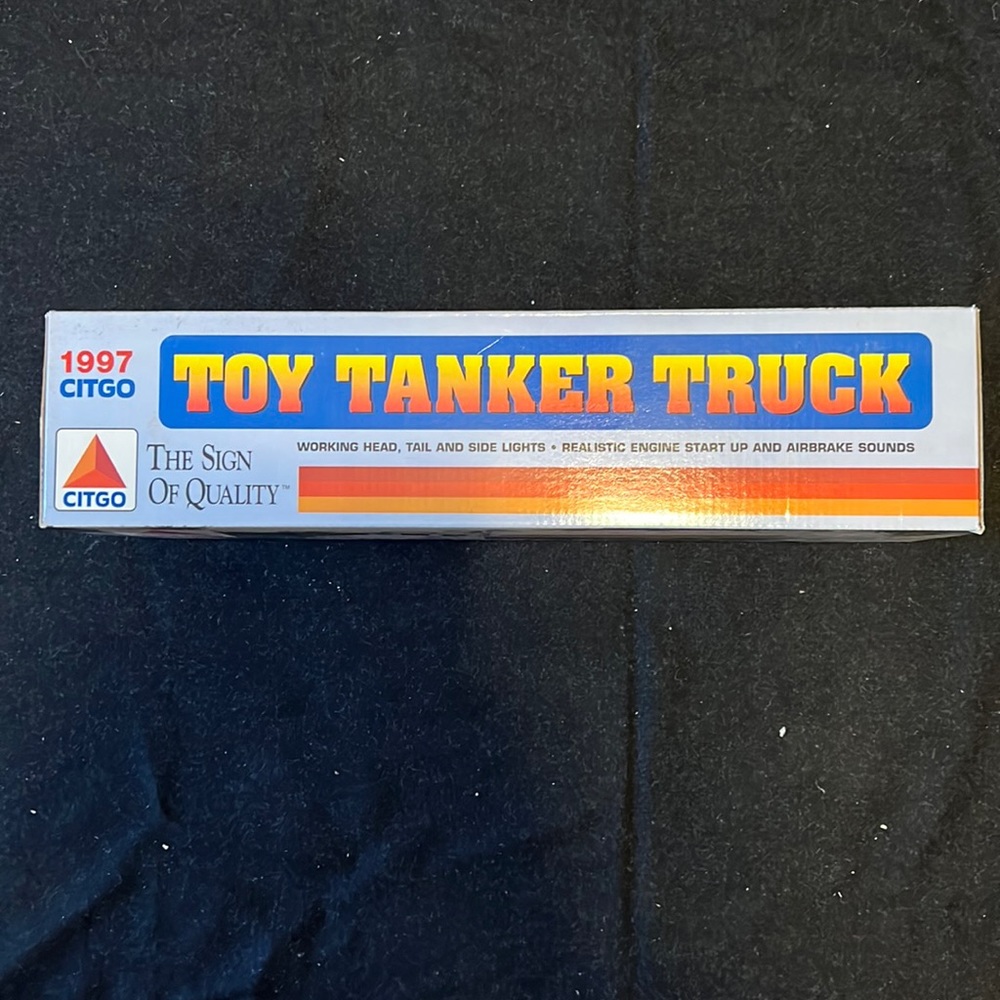 1997
CITGO
TOY TANKER TRUCK
WORKING HEAD, TAIL AND SIDE LIGHTS • REALISTIC ENGINE START UP AND AIRBRAKE SOUNDS
CITGO
THE SIGN
OF QUALITY™